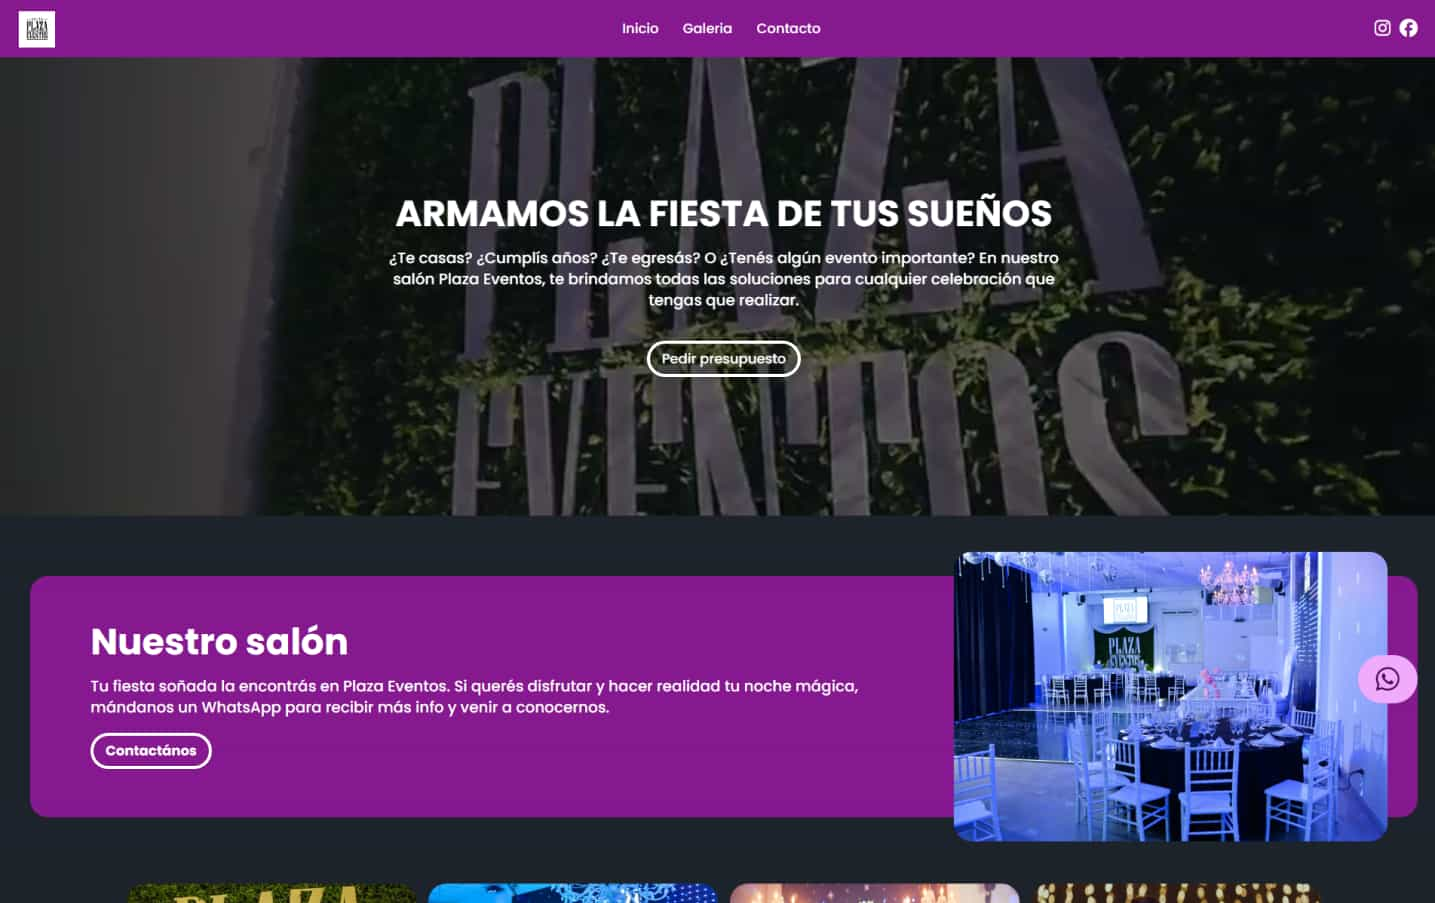 PLAZA
EVENTOS
Inicio
Galeria
Contacto
PLAZA
EVENTOS
ARMAMOS LA FIESTA DE TUS SUEÑOS
¿Te casas? ¿Cumplís años? ¿Te egresás? O ¿Tenés algún evento importante? En nuestro
salón Plaza Eventos, te brindamos todas las soluciones para cualquier celebración que
tengas que realizar.
Pedir presupuesto
Nuestro salón
Tu fiesta soñada la encontrás en Plaza Eventos. Si querés disfrutar y hacer realidad tu noche mágica,
mándanos un WhatsApp para recibir más info y venir a conocernos.
Contactános
PLAZA
PLAZA
EVENTOS
PLAZA